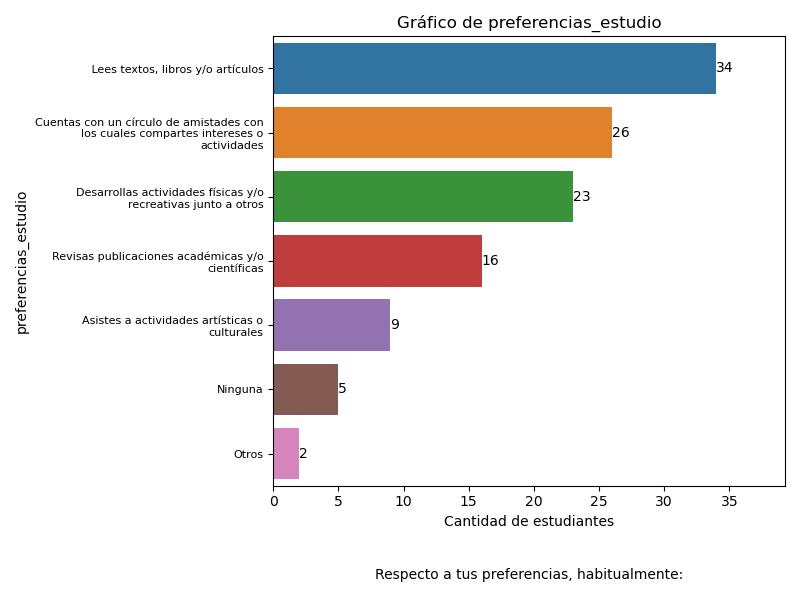 Gráfico de preferencias_estudio
preferencias_estudio
Lees textos, libros y/o artículos
34
Cuentas con un círculo de amistades con
los cuales compartes intereses o
actividades
26
Desarrollas actividades físicas y/o
recreativas junto a otros
23
Revisas publicaciones académicas y/o
científicas
16
Asistes a actividades artísticas o
culturales
9
Ninguna
5
Otros
2
0 5 10 15 20 25 30 35
Cantidad de estudiantes
Respecto a tus preferencias, habitualmente: